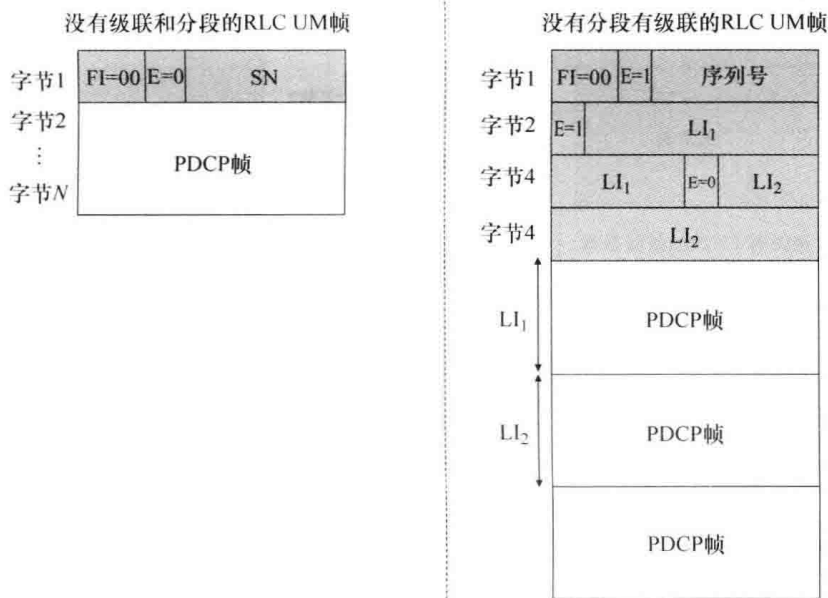 没有级联和分段的RLC UM帧
字节1 FI=00 E=0 SN
字节2
⋮
字节N
PDCP帧
没有分段有级联的RLC UM帧
字节1 FI=00 E=1 序列号
字节2 E=1 LI₁
字节4 LI₁ E=0 LI₂
字节4 LI₂
LI₁ PDCP帧
LI₂ PDCP帧
PDCP帧